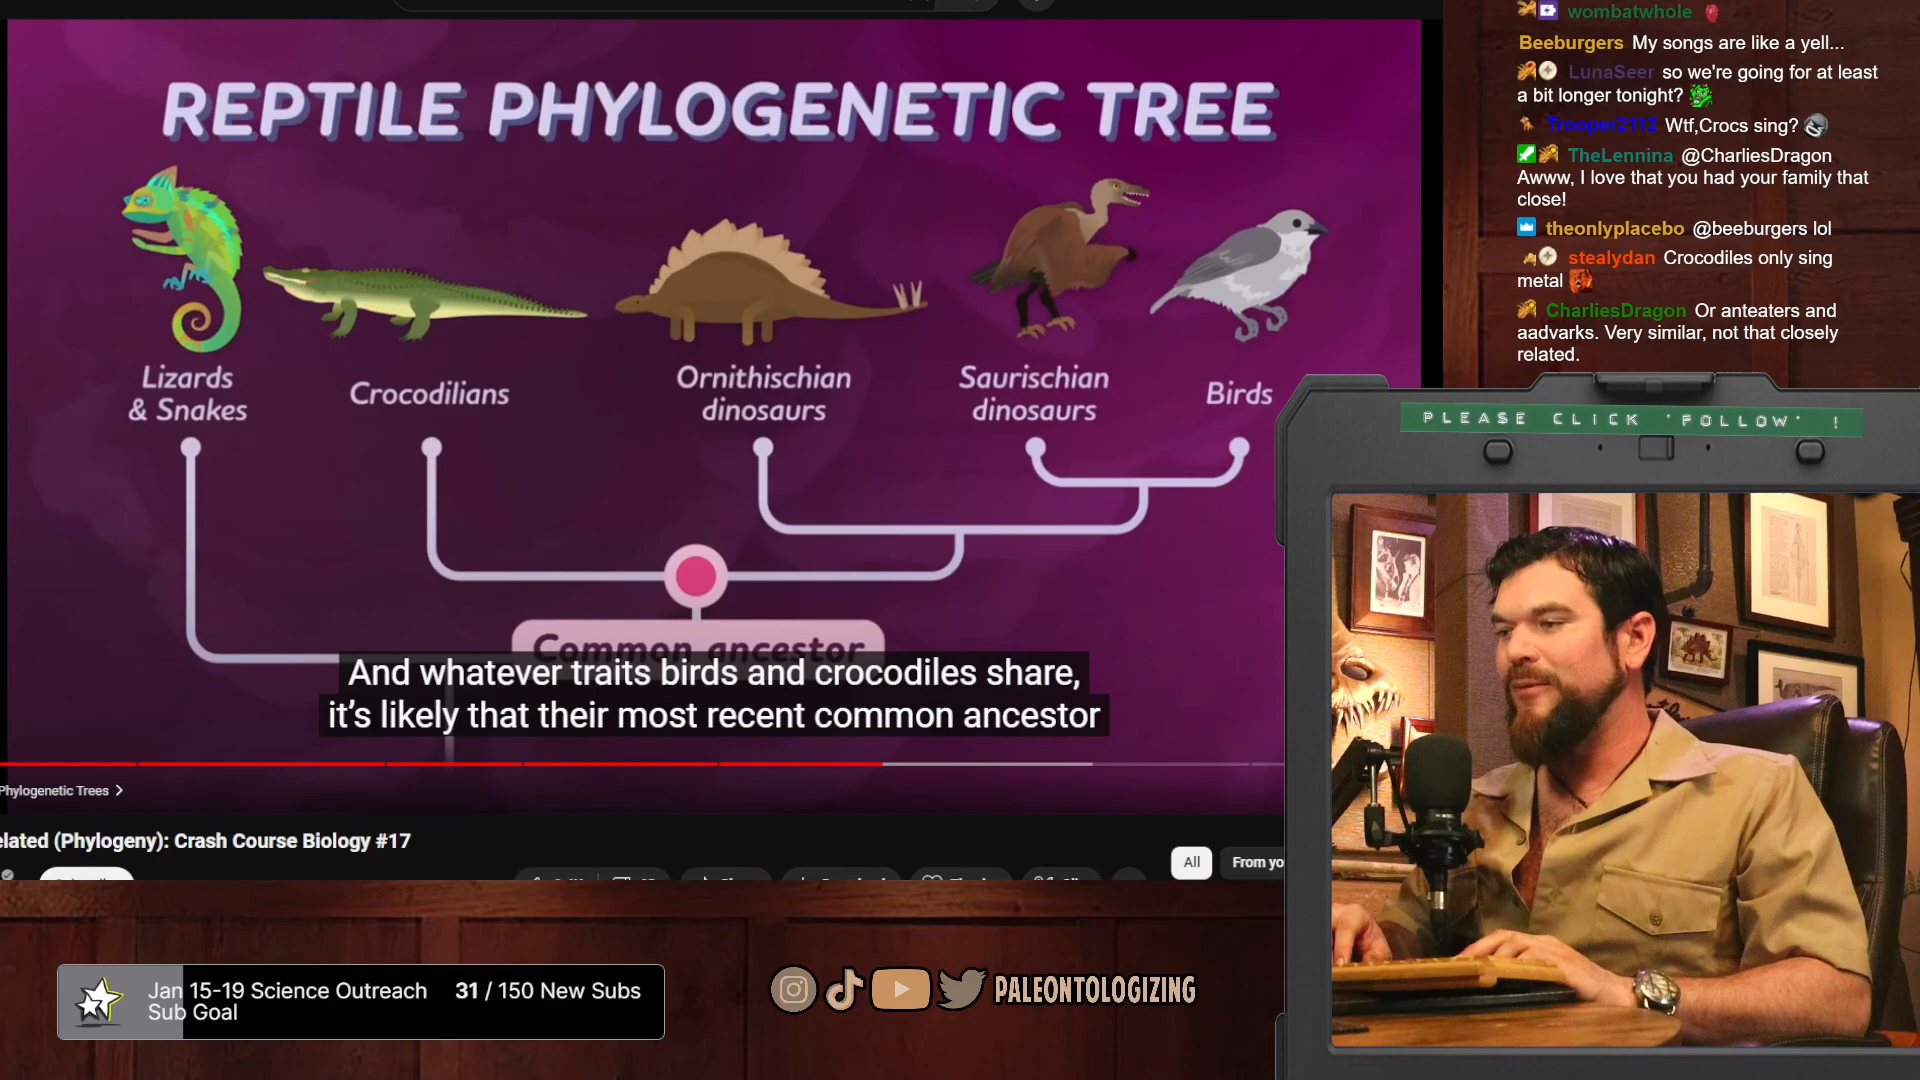 REPTILE PHYLOGENETIC TREE
Lizards
& Snakes
Crocodilians
Ornithischian
dinosaurs
Saurischian
dinosaurs
Birds
Common ancestor
And whatever traits birds and crocodiles share,
it's likely that their most recent common ancestor
Phylogenetic Trees
elated (Phylogeny): Crash Course Biology #17
All
From yo
wombatwhole
Beeburgers My songs are like a yell...
LunaSeer so we're going for at least
a bit longer tonight?
Trooper2112 Wtf,Crocs sing?
TheLennina @CharliesDragon
Awww, I love that you had your family that
close!
theonlyplacebo @beeburgers lol
stealydan Crocodiles only sing
metal
CharliesDragon Or anteaters and
aadvarks. Very similar, not that closely
related.
PLEASE CLICK 'FOLLOW' !
Jan 15-19 Science Outreach
Sub Goal
31 / 150 New Subs
PALEONTOLOGIZING